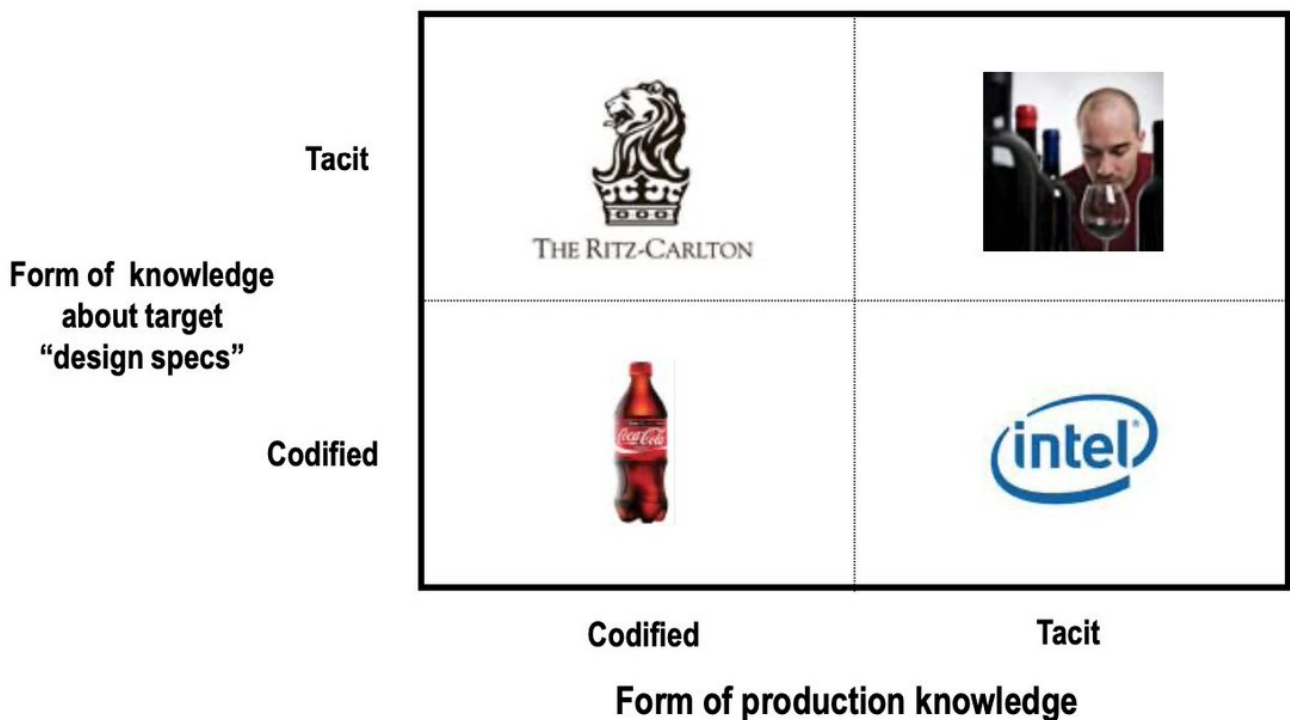 Tacit
THE RITZ-CARLTON
Form of knowledge
about target
“design specs”
Codified
Coca-Cola
intel
Codified
Tacit
Form of production knowledge